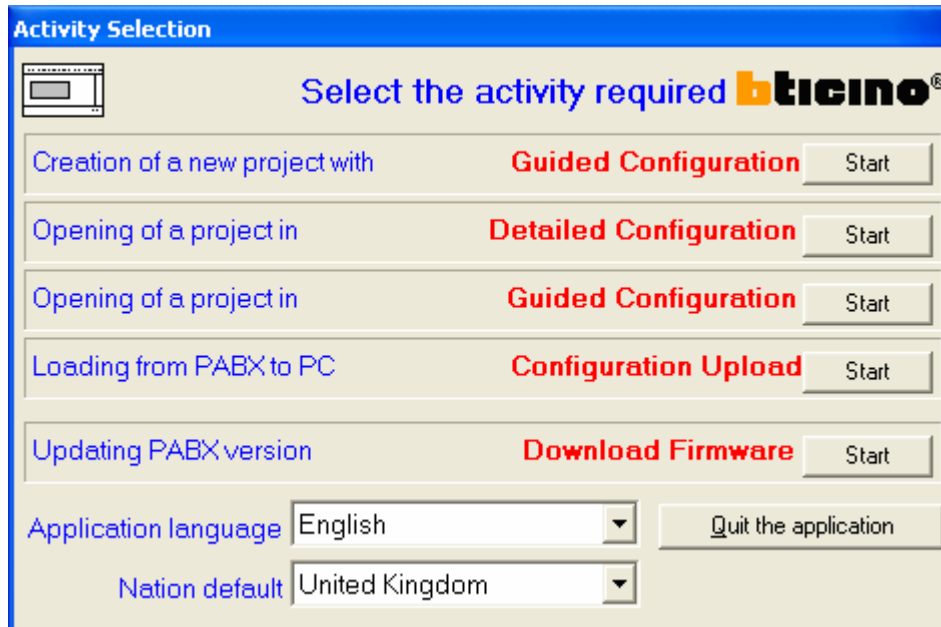 Activity Selection
Select the activity required bticino®
Creation of a new project with Guided Configuration Start
Opening of a project in Detailed Configuration Start
Opening of a project in Guided Configuration Start
Loading from PABX to PC Configuration Upload Start
Updating PABX version Download Firmware Start
Application language English Quit the application
Nation default United Kingdom